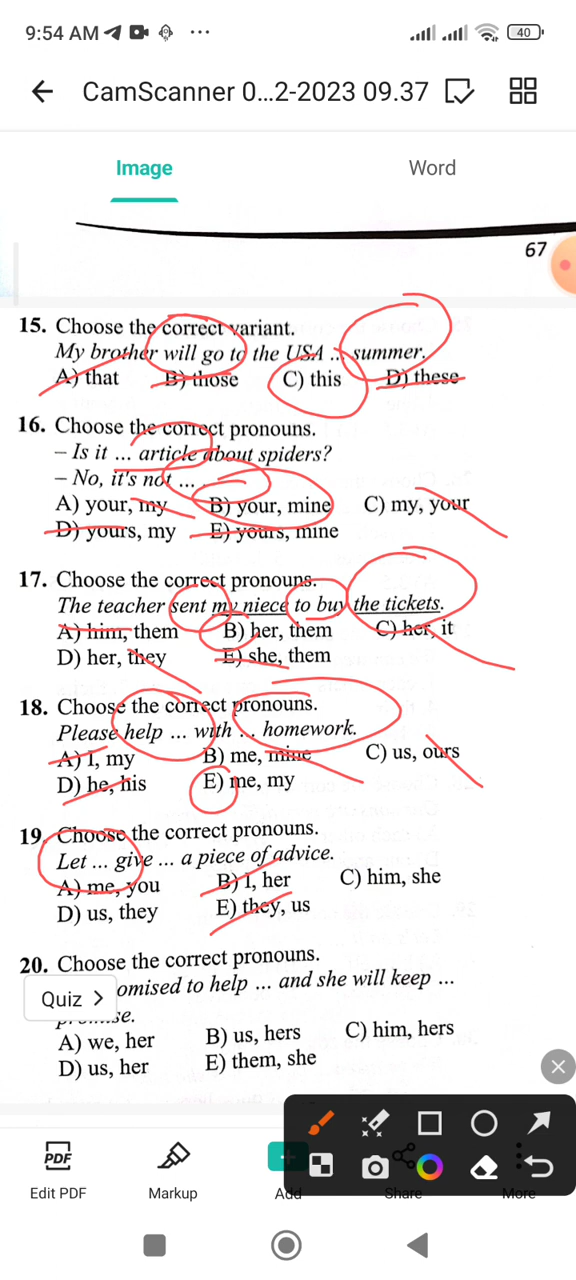 9:54 AM
40
CamScanner 0...2-2023 09.37
Image
Word
67
15. Choose the correct variant.
My brother will go to the USA ... summer.
A) that B) those C) this D) these
16. Choose the correct pronouns.
– Is it ... article about spiders?
– No, it's not ...
A) your, my B) your, mine C) my, your
D) yours, my E) yours, mine
17. Choose the correct pronouns.
The teacher sent my niece to buy the tickets.
A) him, them B) her, them C) her, it
D) her, they E) she, them
18. Choose the correct pronouns.
Please help ... with ... homework.
A) I, my B) me, mine C) us, ours
D) he, his E) me, my
19. Choose the correct pronouns.
Let ... give ... a piece of advice.
A) me, you B) I, her C) him, she
D) us, they E) they, us
20. Choose the correct pronouns.
omised to help ... and she will keep ...
Quiz >
se.
A) we, her B) us, hers C) him, hers
D) us, her E) them, she
PDF
Edit PDF
Markup
Add
Share
More